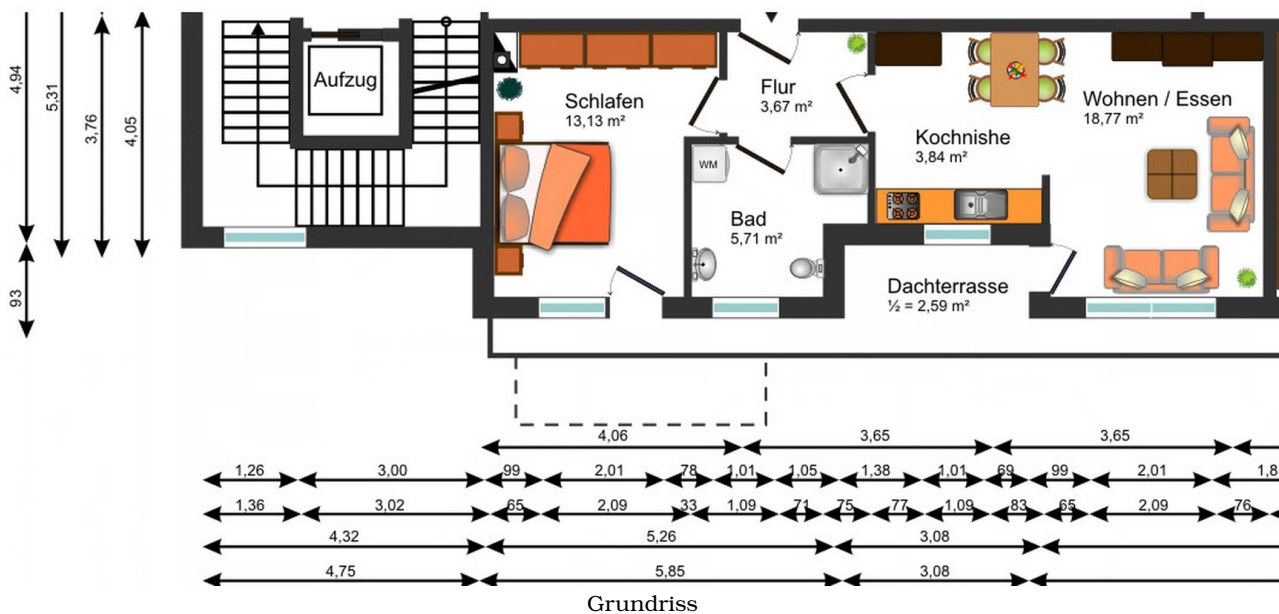 4,94
5,31
3,76
4,05
93
Aufzug
Schlafen
13,13 m²
Flur
3,67 m²
Kochnishe
3,84 m²
Wohnen / Essen
18,77 m²
WM
Bad
5,71 m²
Dachterrasse
½ = 2,59 m²
4,06 3,65 3,65
1,26 3,00 99 2,01 78 1,01 1,05 1,38 1,01 69 99 2,01
1,36 3,02 65 2,09 33 1,09 71 75 77 1,09 83 65 2,09 76
4,32 5,26 3,08
4,75 5,85 3,08
Grundriss